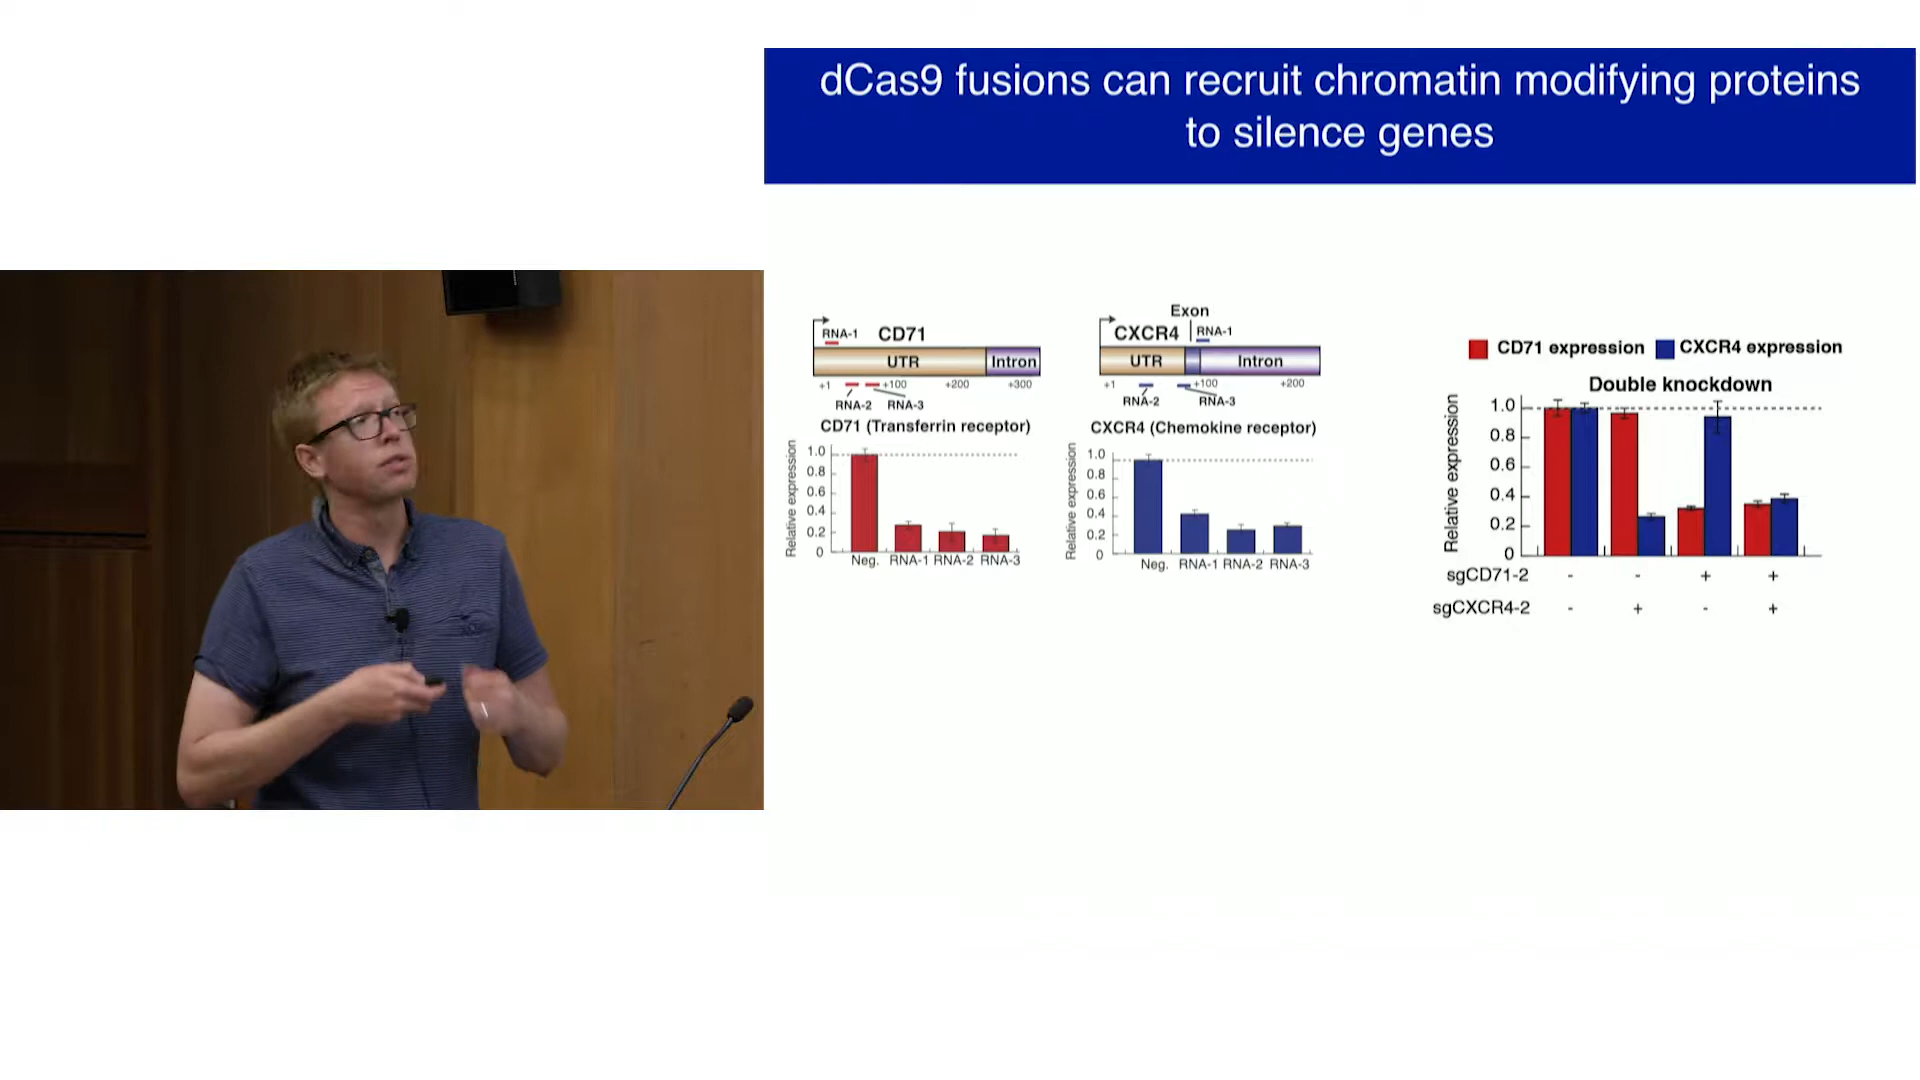 dCas9 fusions can recruit chromatin modifying proteins
to silence genes
RNA-1 CD71
UTR Intron
+1 +100 +200 +300
RNA-2 RNA-3
CD71 (Transferrin receptor)
Relative expression
1.0
0.8
0.6
0.4
0.2
0
Neg. RNA-1 RNA-2 RNA-3
Exon
CXCR4 RNA-1
UTR Intron
+1 +100 +200
RNA-2 RNA-3
CXCR4 (Chemokine receptor)
Relative expression
1.0
0.8
0.6
0.4
0.2
0
Neg. RNA-1 RNA-2 RNA-3
CD71 expression CXCR4 expression
Double knockdown
Relative expression
1.0
0.8
0.6
0.4
0.2
0
sgCD71-2 - - + +
sgCXCR4-2 - + - +